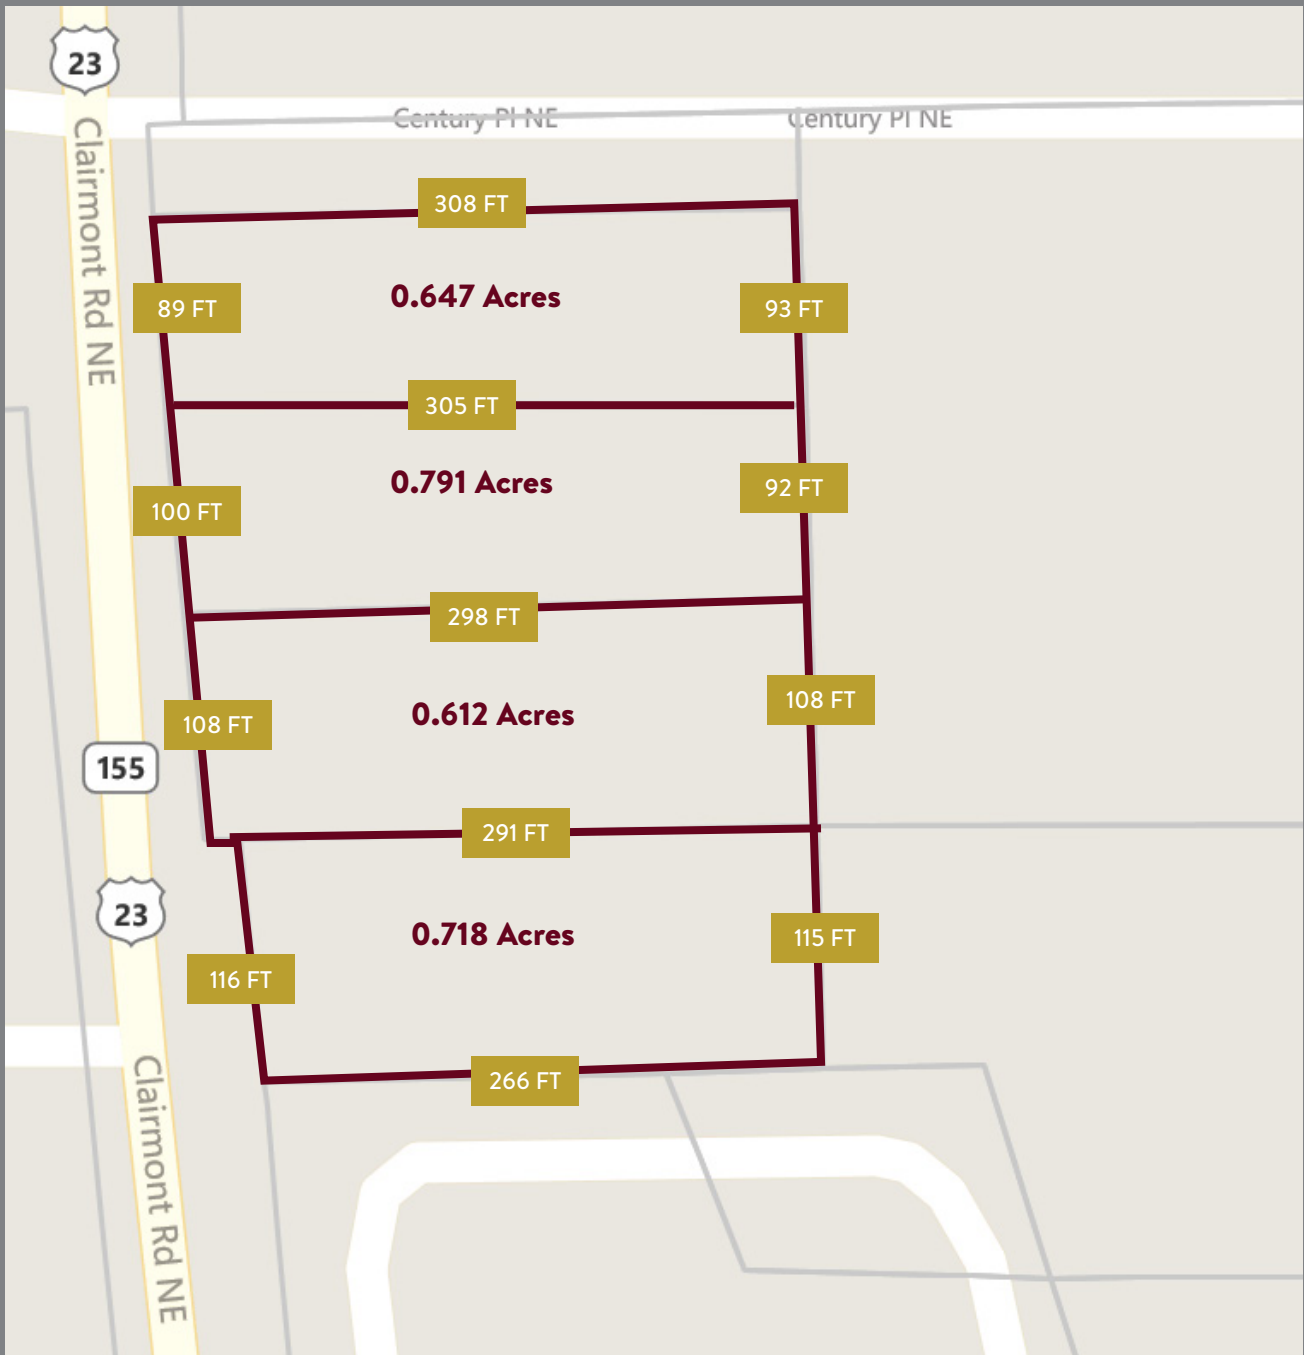 23
Century Pl NE
Century Pl NE
Clairmont Rd NE
308 FT
0.647 Acres
89 FT
93 FT
305 FT
0.791 Acres
92 FT
100 FT
298 FT
0.612 Acres
108 FT
108 FT
155
291 FT
23
0.718 Acres
115 FT
116 FT
266 FT
Clairmont Rd NE